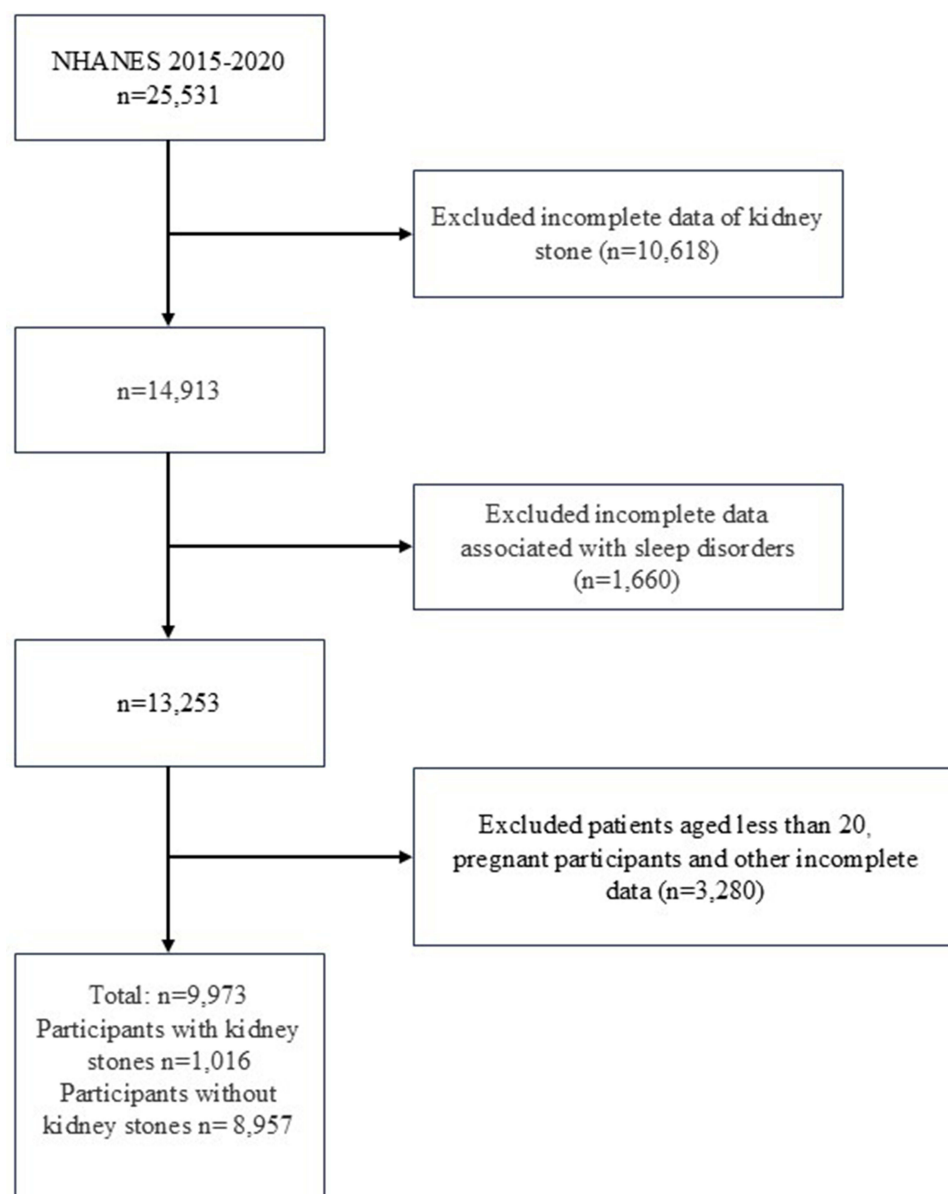 NHANES 2015-2020
n=25,531
Excluded incomplete data of kidney
stone (n=10,618)
n=14,913
Excluded incomplete data
associated with sleep disorders
(n=1,660)
n=13,253
Excluded patients aged less than 20,
pregnant participants and other incomplete
data (n=3,280)
Total: n=9,973
Participants with kidney
stones n=1,016
Participants without
kidney stones n= 8,957